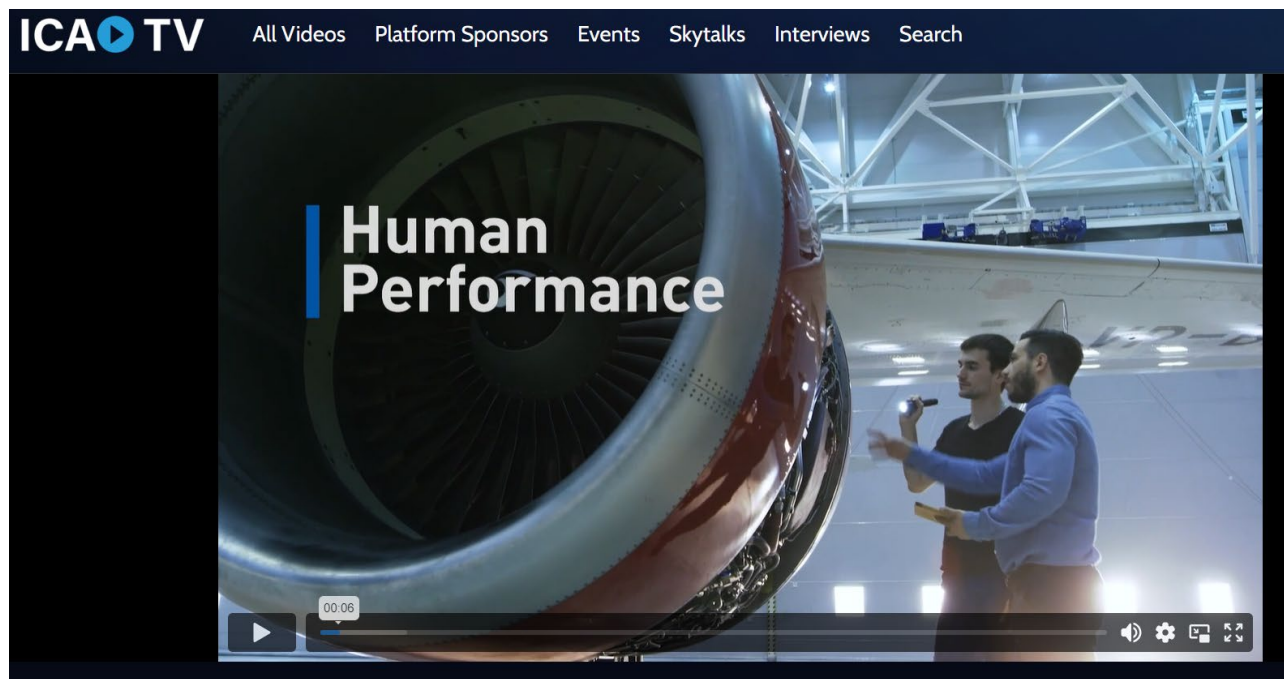 ICAO TV All Videos Platform Sponsors Events Skytalks Interviews Search
Human
Performance
00:06